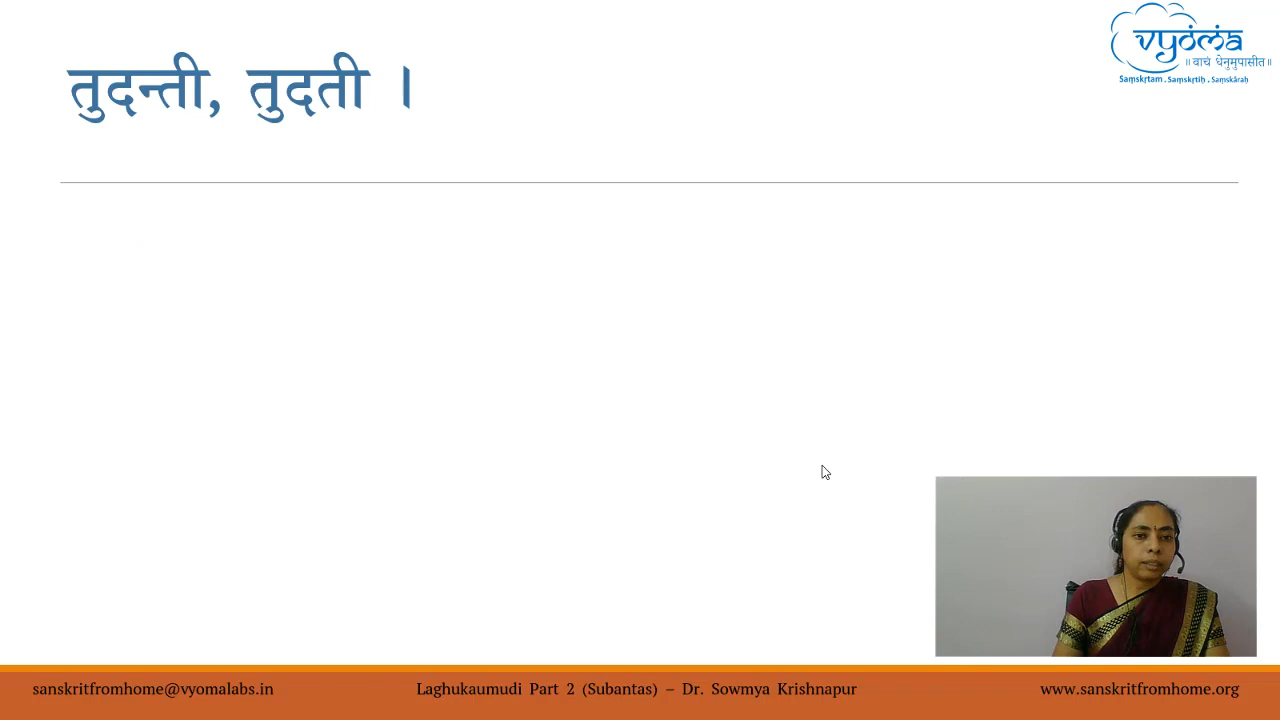 तुदन्ती, तुदती ।
vyoma
॥ वाचं धेनुमुपासीत॥
Saṃskṛtam . Saṃskṛtiḥ . Saṃskāraḥ
sanskritfromhome@vyomalabs.in
Laghukaumudi Part 2 (Subantas) – Dr. Sowmya Krishnapur
www.sanskritfromhome.org